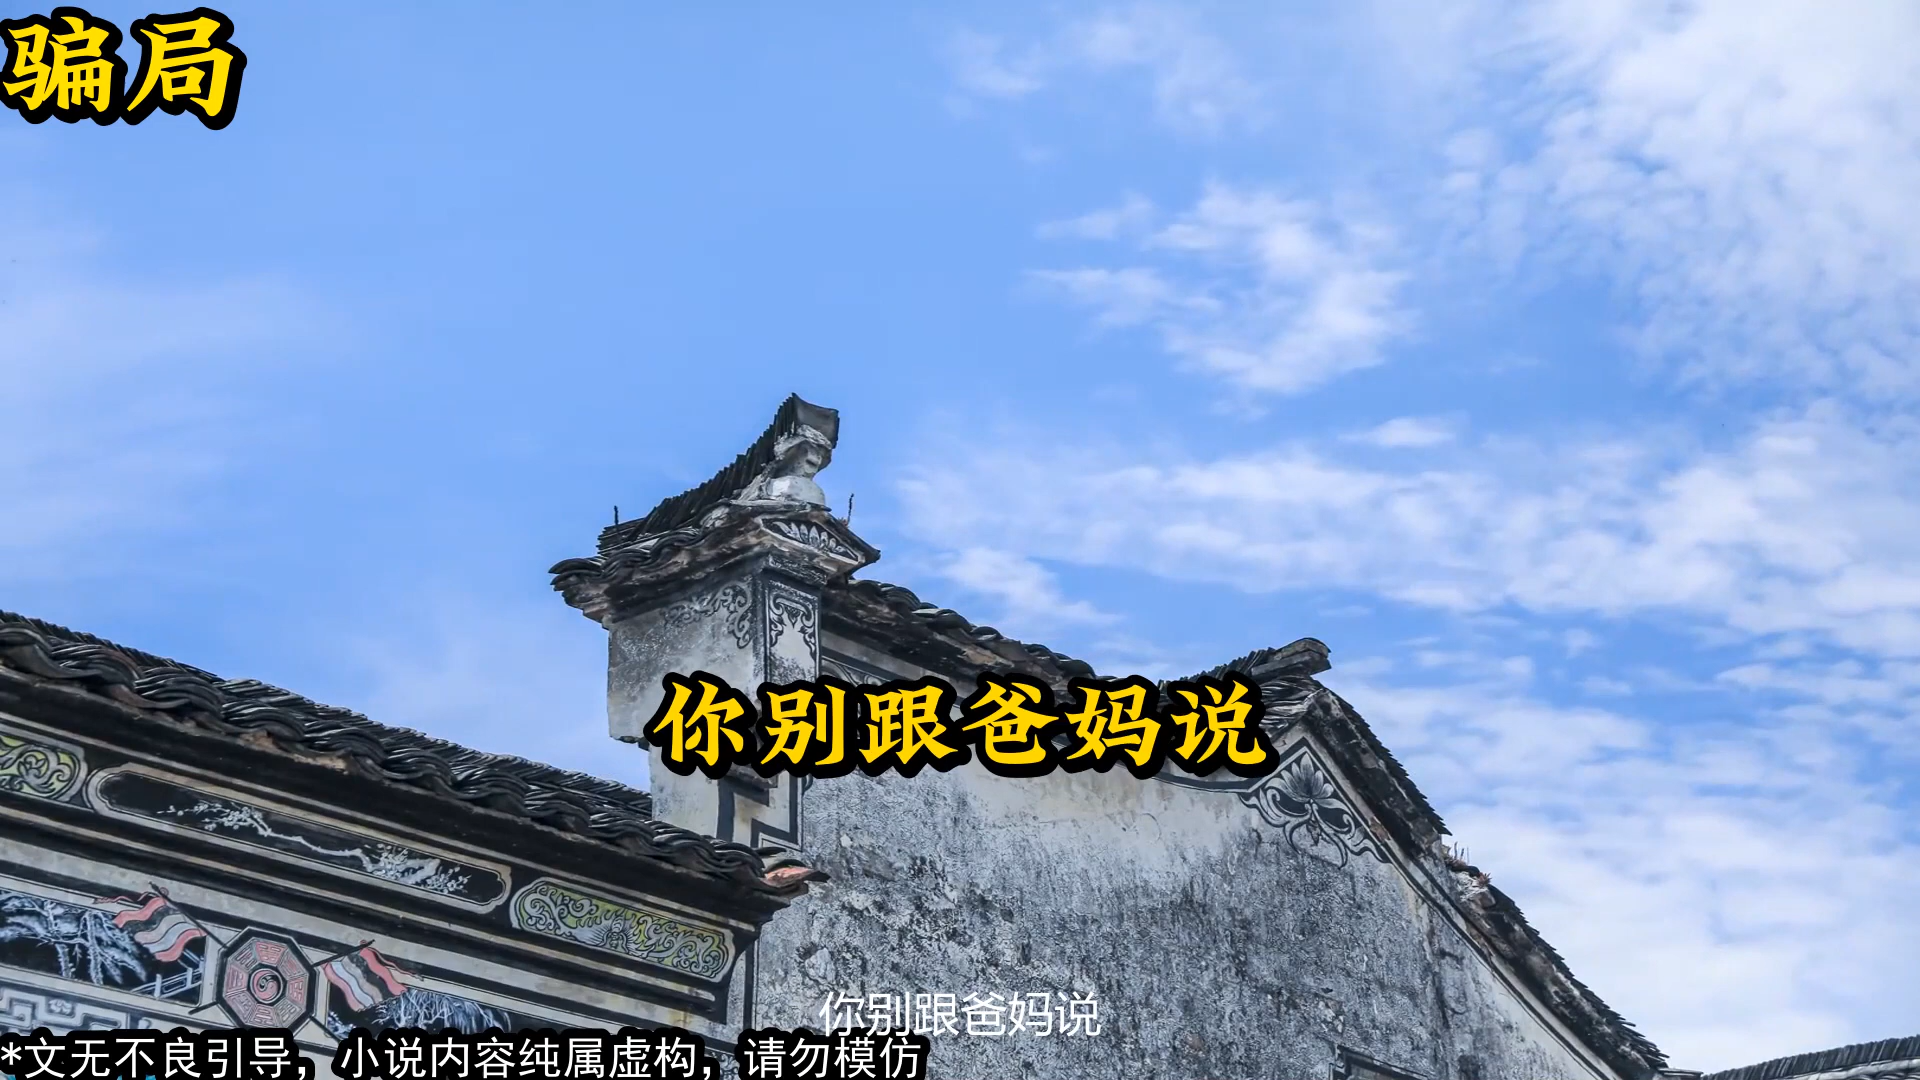 骗局
你别跟爸妈说
你别跟爸妈说
*文无不良引导，小说内容纯属虚构，请勿模仿